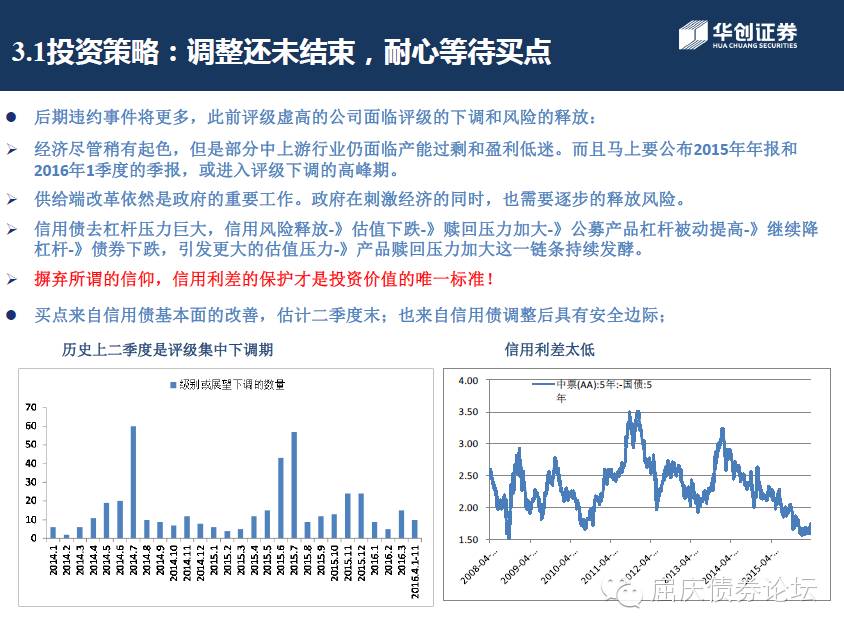 3.1投资策略：调整还未结束，耐心等待买点
华创证券
HUA CHUANG SECURITIES
后期违约事件将更多，此前评级虚高的公司面临评级的下调和风险的释放：
经济尽管稍有起色，但是部分中上游行业仍面临产能过剩和盈利低迷。而且马上要公布2015年年报和
2016年1季度的季报，或进入评级下调的高峰期。
供给端改革依然是政府的重要工作。政府在刺激经济的同时，也需要逐步的释放风险。
信用债去杠杆压力巨大，信用风险释放-》估值下跌-》赎回压力加大-》公募产品杠杆被动提高-》继续降
杠杆-》债券下跌，引发更大的估值压力-》产品赎回压力加大这一链条持续发酵。
摒弃所谓的信仰，信用利差的保护才是投资价值的唯一标准！
买点来自信用债基本面的改善，估计二季度末；也来自信用债调整后具有安全边际；
历史上二季度是评级集中下调期
级别或展望下调的数量
70
60
50
40
30
20
10
0
2014.1
2014.2
2014.3
2014.4
2014.5
2014.6
2014.7
2014.8
2014.9
2014.10
2014.11
2014.12
2015.1
2015.2
2015.3
2015.4
2015.5
2015.6
2015.7
2015.8
2015.9
2015.10
2015.11
2015.12
2016.1
2016.2
2016.3
2016.4.1-11
信用利差太低
中票(AA):5年:-国债:5
年
4.00
3.50
3.00
2.50
2.00
1.50
2008-04-...
2009-04-...
2010-04-...
2011-04-...
2012-04-...
2013-04-...
2014-04-...
2015-04-...
屈庆债券论坛